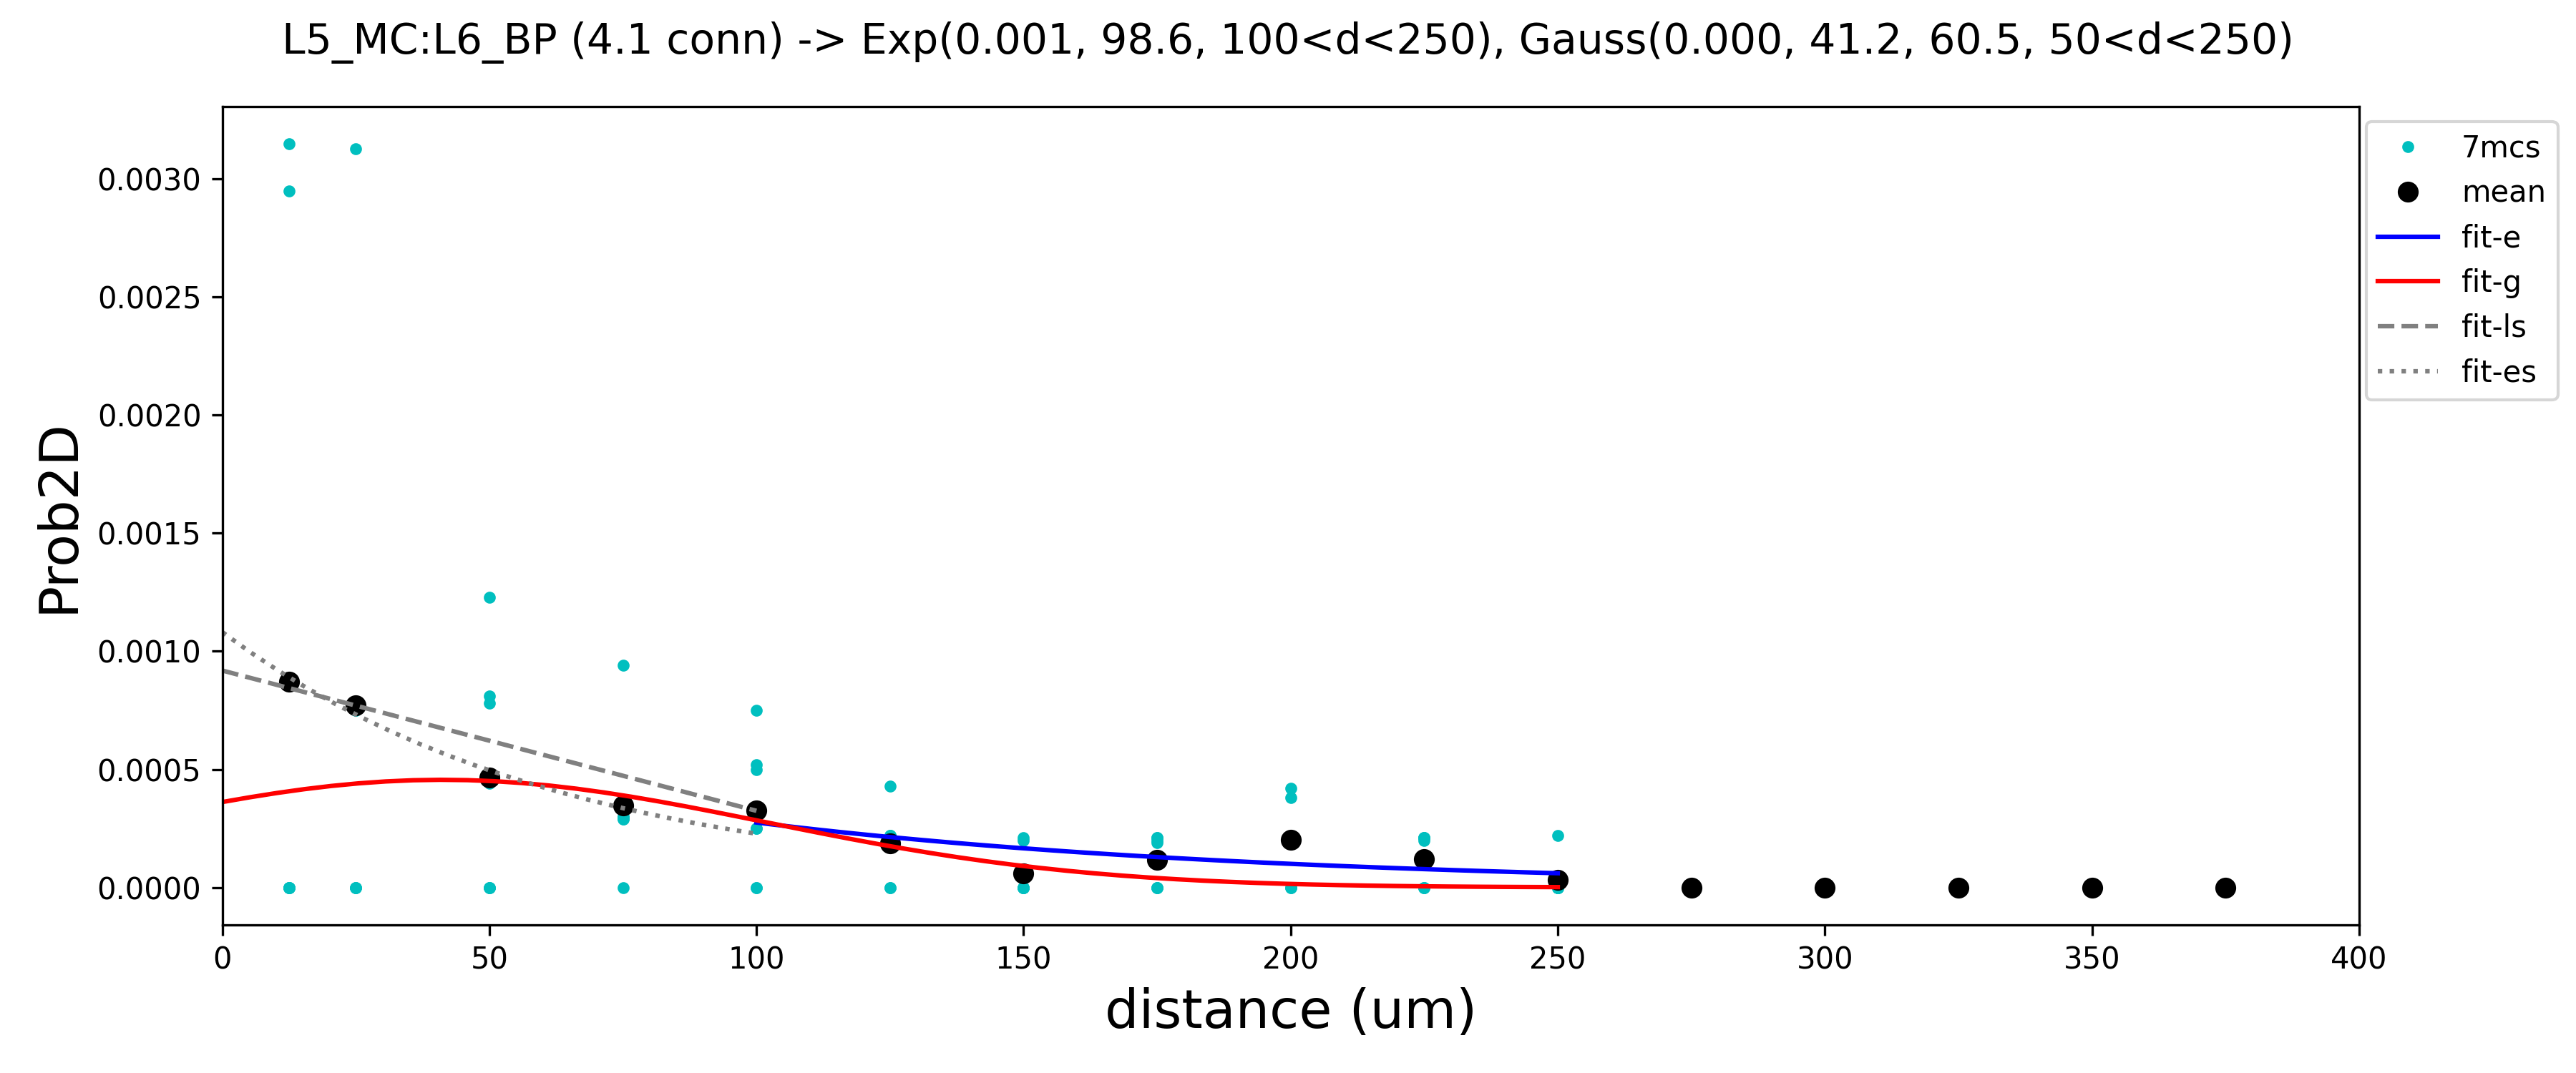 L5_MC:L6_BP (4.1 conn) -> Exp(0.001, 98.6, 100<d<250), Gauss(0.000, 41.2, 60.5, 50<d<250)
7mcs
mean
fit-e
fit-g
fit-ls
fit-es
Prob2D
0.0030
0.0025
0.0020
0.0015
0.0010
0.0005
0.0000
0 50 100 150 200 250 300 350 400
distance (um)